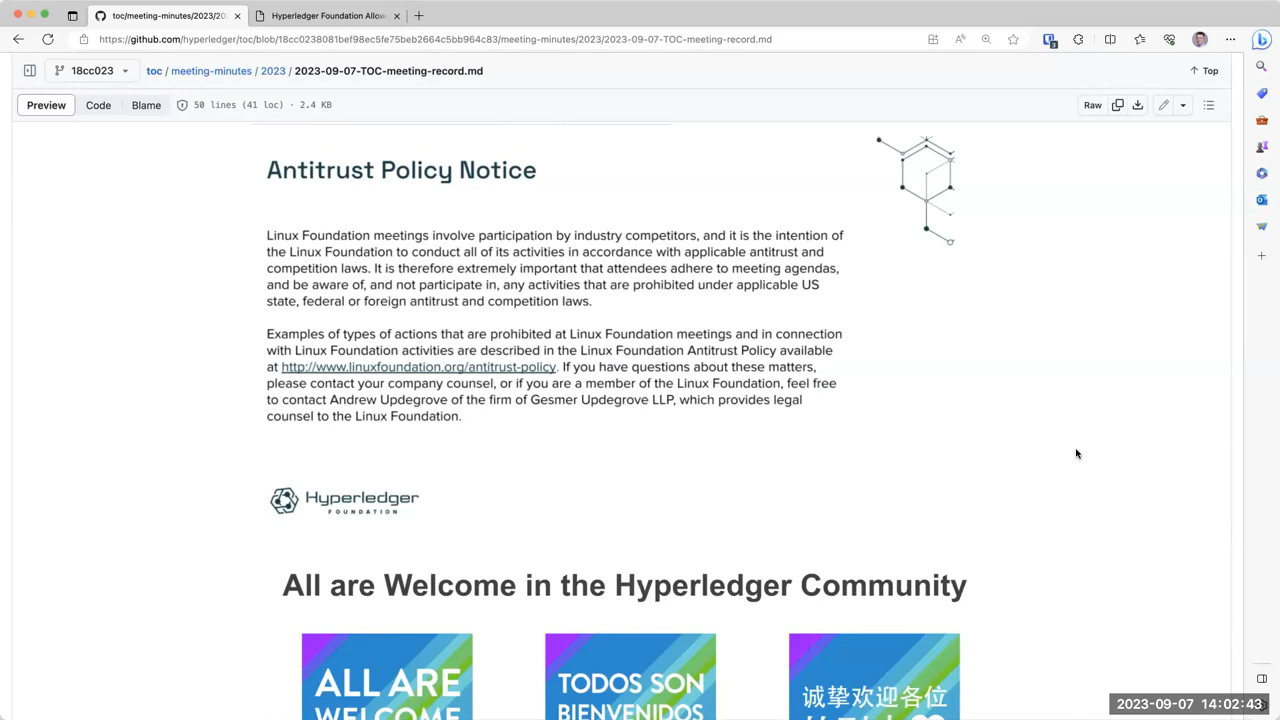 toc/meeting-minutes/2023/20
Hyperledger Foundation Allow
https://github.com/hyperledger/toc/blob/18cc0238081bef98ec5fe75beb2664c5bb964c83/meeting-minutes/2023/2023-09-07-TOC-meeting-record.md
18cc023
toc / meeting-minutes / 2023 / 2023-09-07-TOC-meeting-record.md
Top
Preview
Code
Blame
50 lines (41 loc) · 2.4 KB
Raw
Antitrust Policy Notice
Linux Foundation meetings involve participation by industry competitors, and it is the intention of
the Linux Foundation to conduct all of its activities in accordance with applicable antitrust and
competition laws. It is therefore extremely important that attendees adhere to meeting agendas,
and be aware of, and not participate in, any activities that are prohibited under applicable US
state, federal or foreign antitrust and competition laws.
Examples of types of actions that are prohibited at Linux Foundation meetings and in connection
with Linux Foundation activities are described in the Linux Foundation Antitrust Policy available
at http://www.linuxfoundation.org/antitrust-policy. If you have questions about these matters,
please contact your company counsel, or if you are a member of the Linux Foundation, feel free
to contact Andrew Updegrove of the firm of Gesmer Updegrove LLP, which provides legal
counsel to the Linux Foundation.
Hyperledger
FOUNDATION
All are Welcome in the Hyperledger Community
ALL ARE
WELCOME
TODOS SON
BIENVENIDOS
诚挚欢迎各位
2023-09-07 14:02:43